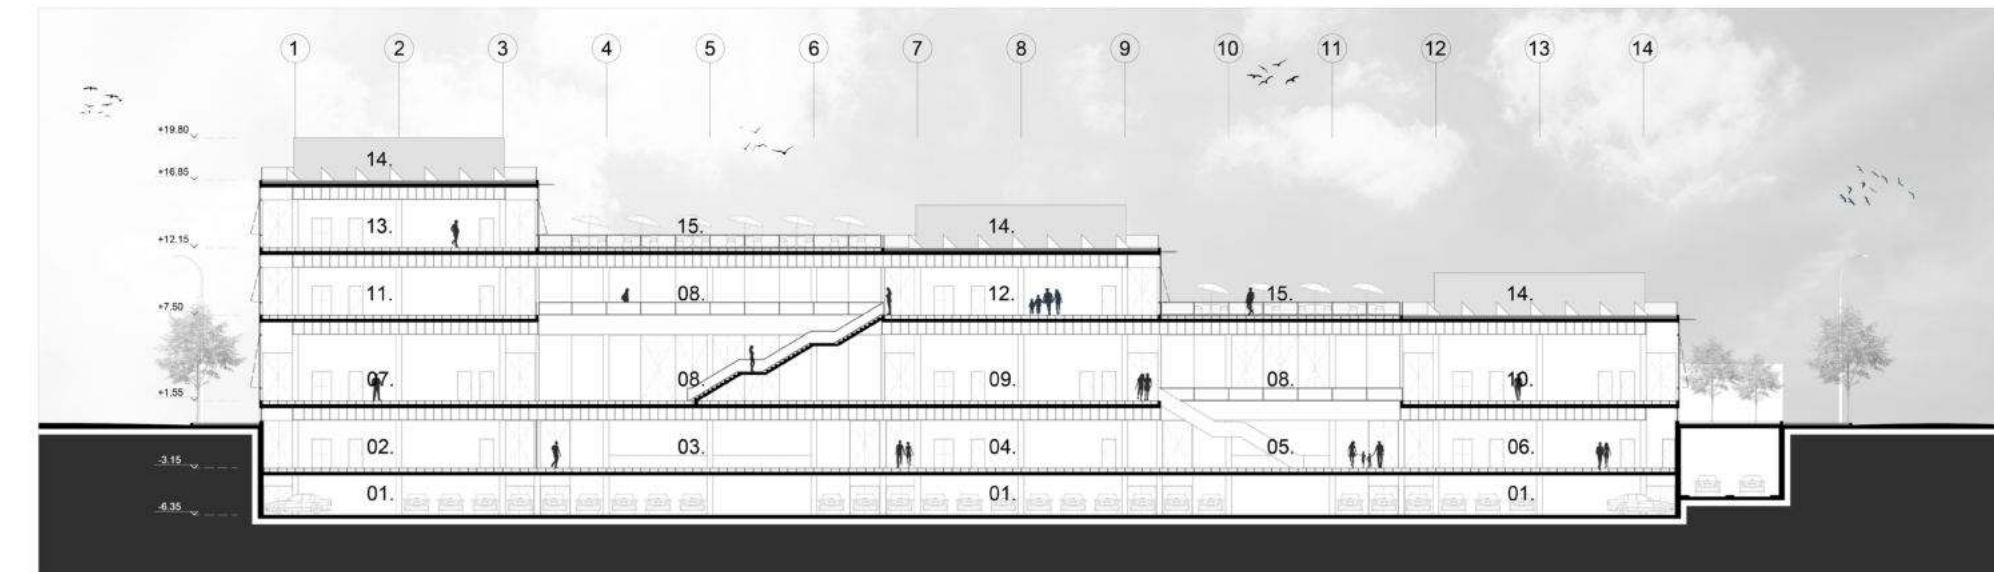 1 2 3 4 5 6 7 8 9 10 11 12 13 14
+19.80
14.
+16.85
13. 15. 14.
+12.15
11. 08. 12. 15. 14.
+7.50
07. 08. 09. 08. 10.
+1.55
02. 03. 04. 05. 06.
-3.15
01. 01. 01.
-6.35